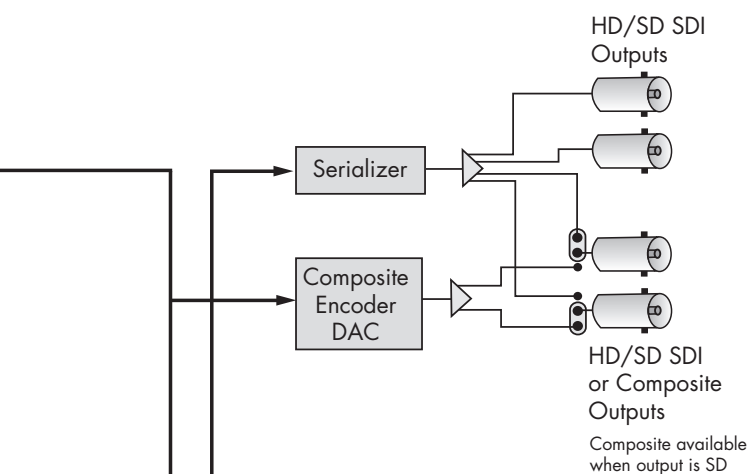 HD/SD SDI
Outputs
Serializer
Composite
Encoder
DAC
HD/SD SDI
or Composite
Outputs
Composite available
when output is SD